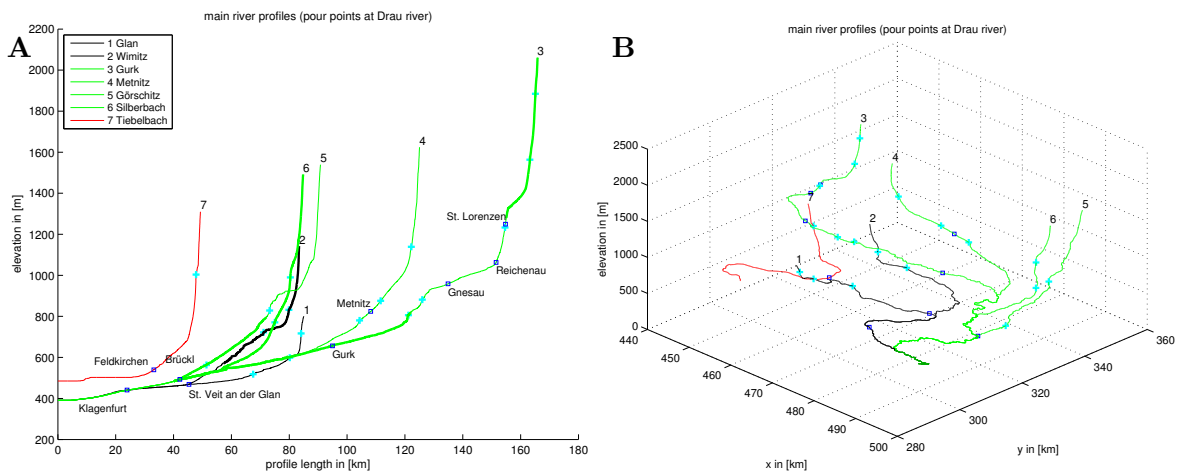 main river profiles (pour points at Drau river)
A
2200
2000
1800
1600
1400
1200
1000
800
600
400
200
elevation in [m]
1 Glan
2 Wimitz
3 Gurk
4 Metnitz
5 Görschitz
6 Silberbach
7 Tiebelbach
3
4
5
6
7
2
1
St. Lorenzen
Reichenau
Gnesau
Metnitz
Gurk
Feldkirchen
Brückl
St. Veit an der Glan
Klagenfurt
0 20 40 60 80 100 120 140 160 180
profile length in [km]
main river profiles (pour points at Drau river)
B
2500
2000
1500
1000
500
0
elevation in [m]
3
4
7
2
6
5
1
440
450
460
470
480
490
500
x in [km]
280
300
320
340
360
y in [km]